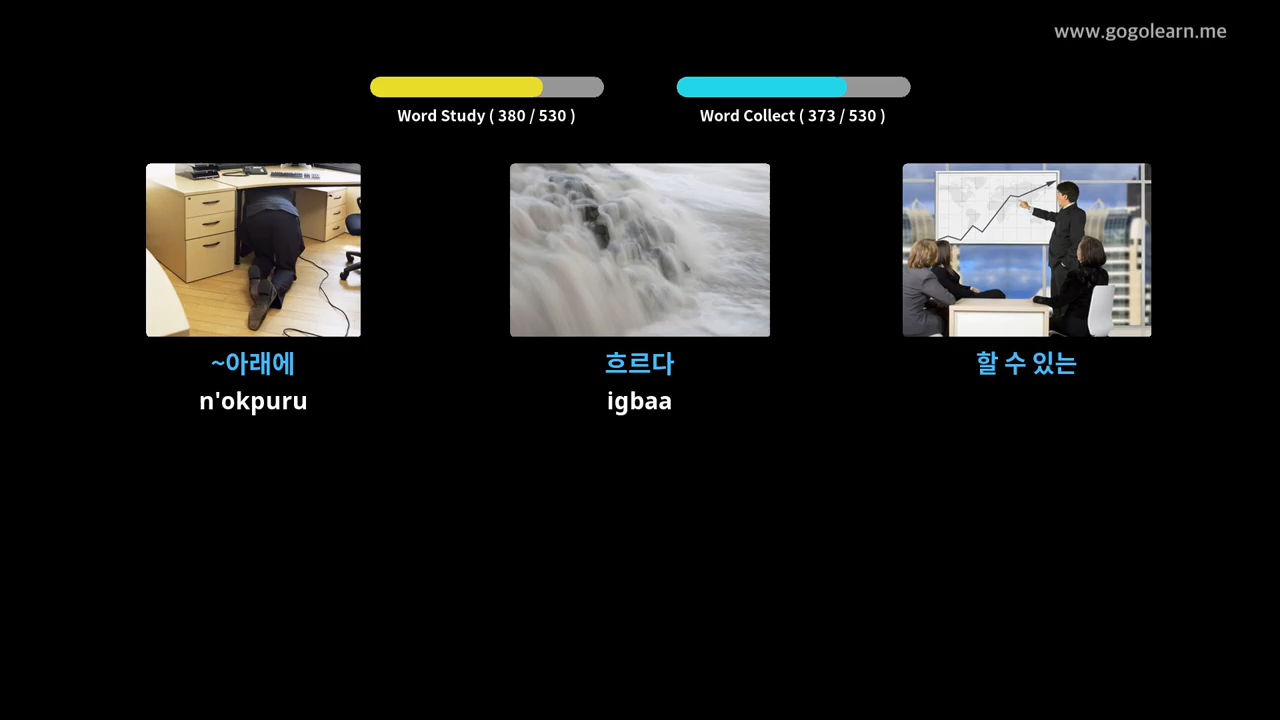 www.gogolearn.me
Word Study ( 380 / 530 )
Word Collect ( 373 / 530 )
~아래에
흐르다
할 수 있는
n'okpuru
igbaa